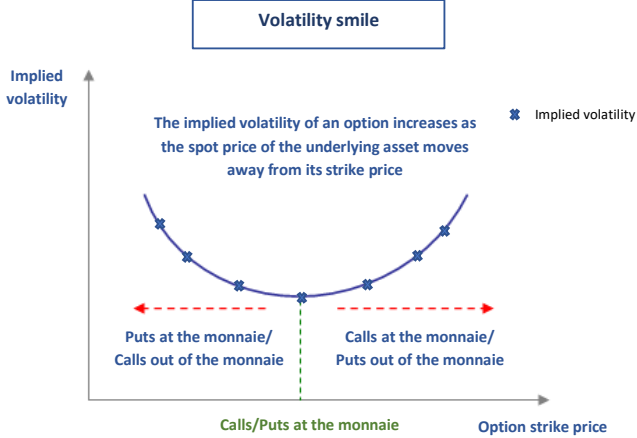 Volatility smile
Implied
volatility
Implied volatility
The implied volatility of an option increases as
the spot price of the underlying asset moves
away from its strike price
Puts at the monnaie/
Calls out of the monnaie
Calls at the monnaie/
Puts out of the monnaie
Calls/Puts at the monnaie
Option strike price